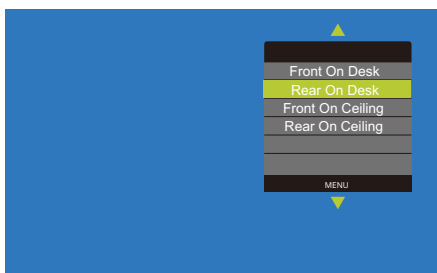 Front On Desk
Rear On Desk
Front On Ceiling
Rear On Ceiling
MENU